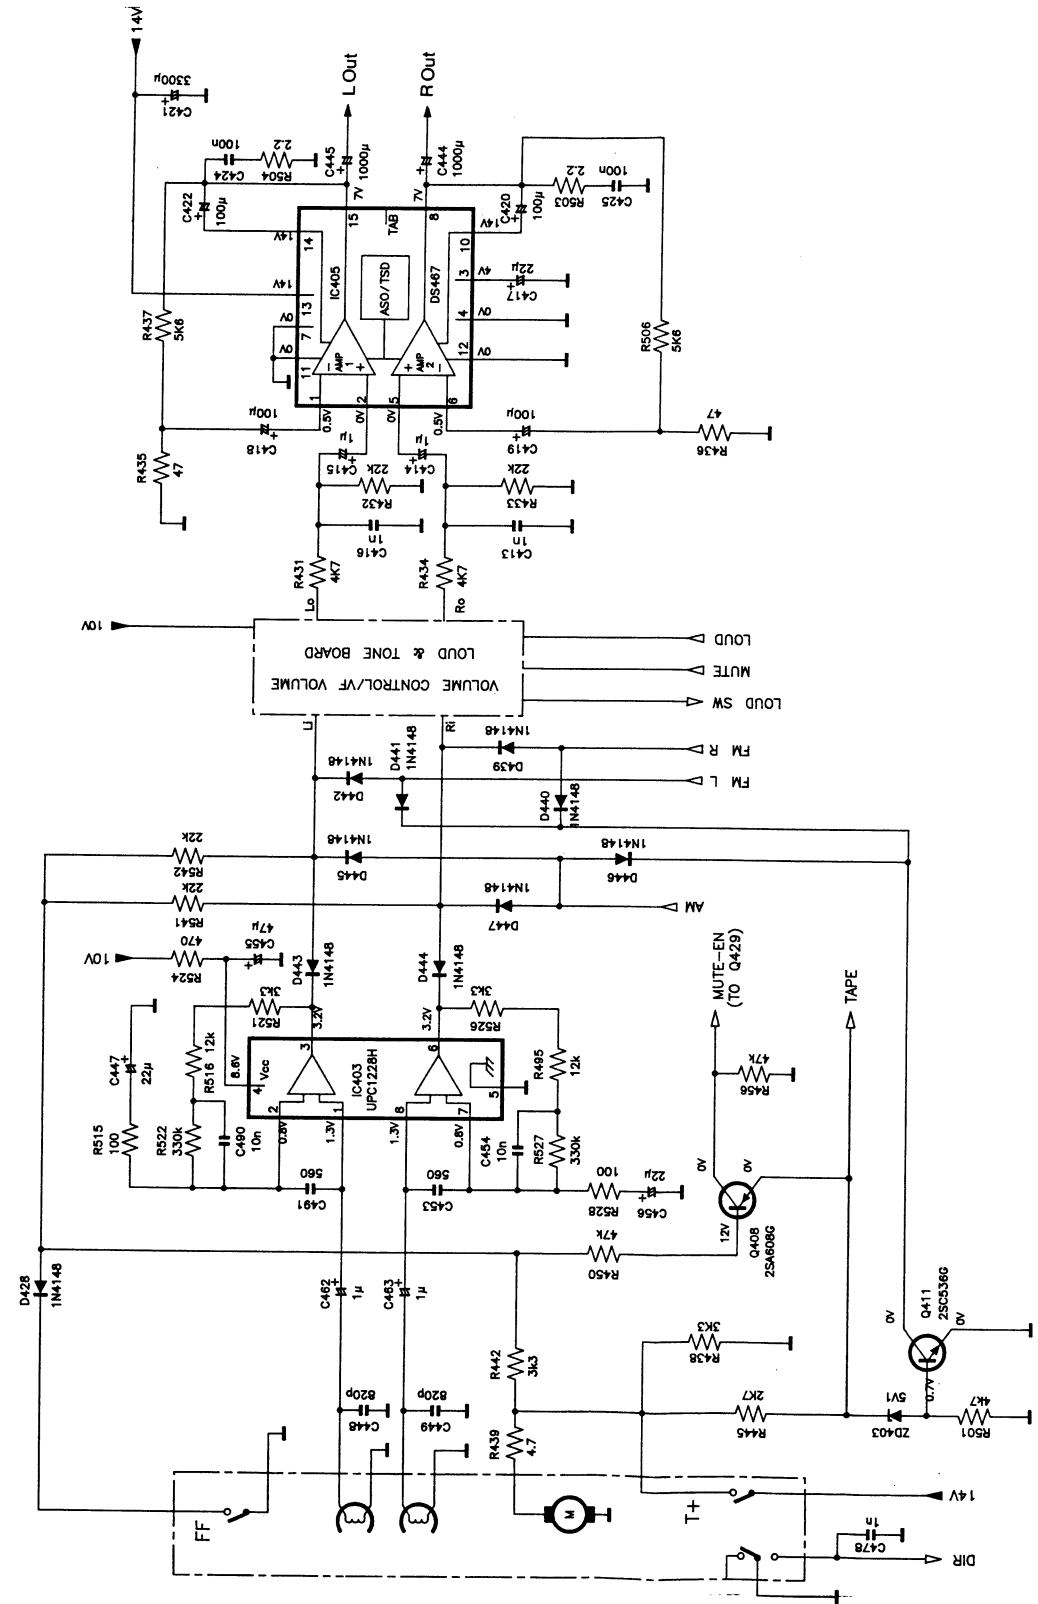 14V
3300µ
+
C421
L Out
R Out
100n
C424
2.2
R504
C445
1000µ
+
C444
1000µ
+
C422
100µ
+
7V
7V
2.2
R503
100n
C425
C420
100µ
+
14V
14V
14V
15
TAB
8
14
10
IC405
ASO/TSD
DS467
13
3
4V
22µ
C417
+
R437
5K6
0V
7
4
0V
0V
11
AMP
1
AMP
2
12
0V
R506
5K6
1
2
5
6
0.5V
0V
0V
0.5V
100µ
C418
+
1µ
C415
+
1µ
C414
+
100µ
C419
+
47
R436
R435
47
22k
R432
22k
R433
1n
C416
1n
C413
R431
4K7
R434
4K7
Lo
Ro
10V
VOLUME CONTROL/VF VOLUME
LOUD & TONE BOARD
LOUD
MUTE
LOUD SW
Li
Ri
1N4148
D442
D441
1N4148
1N4148
D439
FM R
FM L
D440
1N4148
22k
R542
22k
R541
1N4148
D445
1N4148
D446
1N4148
D447
AM
10V
470
R524
47µ
C455
+
D443
1N4148
D444
1N4148
MUTE-EN
(TO Q429)
TAPE
C447
22µ
+
R516
12k
3k3
R521
3.2V
3.2V
3k3
R526
8.6V
4
Vcc
3
6
IC403
UPC1228H
5
R495
12k
47k
R456
R515
100
R522
330k
C490
10n
2
1
8
7
0.8V
1.3V
1.3V
0.8V
C454
10n
R527
330k
560
C491
560
C453
100
R528
22µ
C456
+
0V
0V
12V
Q408
2SA608G
47k
R450
D428
1N4148
C462
1µ
+
C463
1µ
+
0V
Q411
2SC536G
0V
0.7V
R442
3k3
3K3
R438
820p
C448
820p
C449
2K7
R445
5V1
ZD403
4k7
R501
R439
4.7
FF
M
T+
14V
1n
C478
DIR